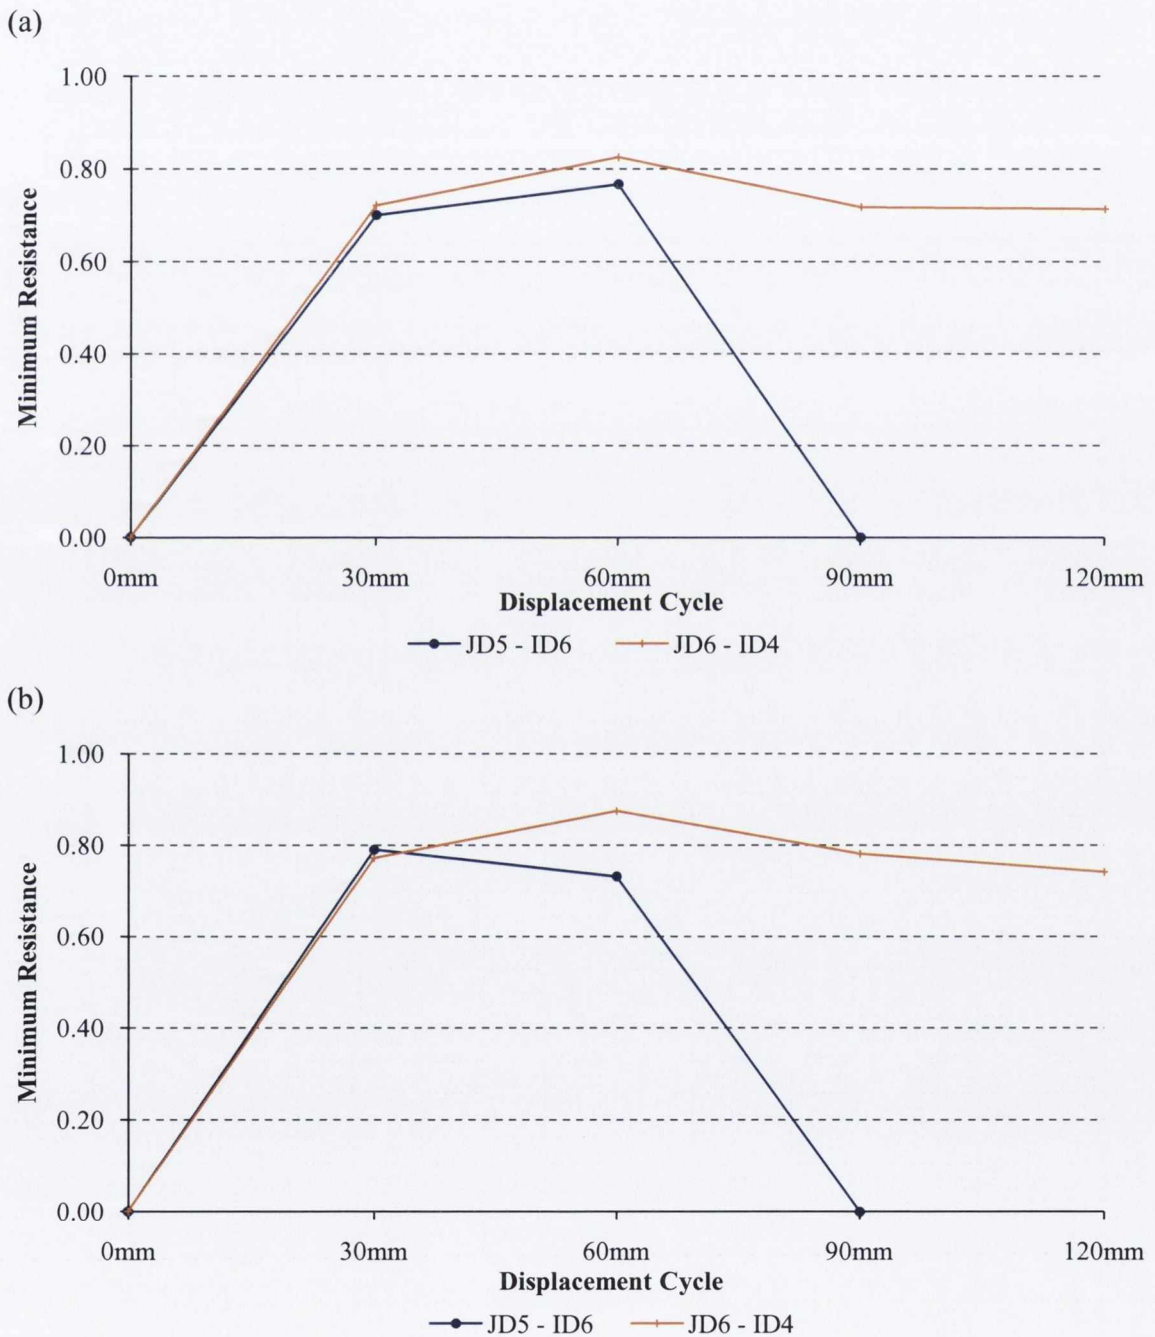 (a)
1.00
0.80
0.60
0.40
0.20
0.00
Minimum Resistance
0mm 30mm 60mm 90mm 120mm
Displacement Cycle
JD5 - ID6 JD6 - ID4
(b)
1.00
0.80
0.60
0.40
0.20
0.00
Minimum Resistance
0mm 30mm 60mm 90mm 120mm
Displacement Cycle
JD5 - ID6 JD6 - ID4